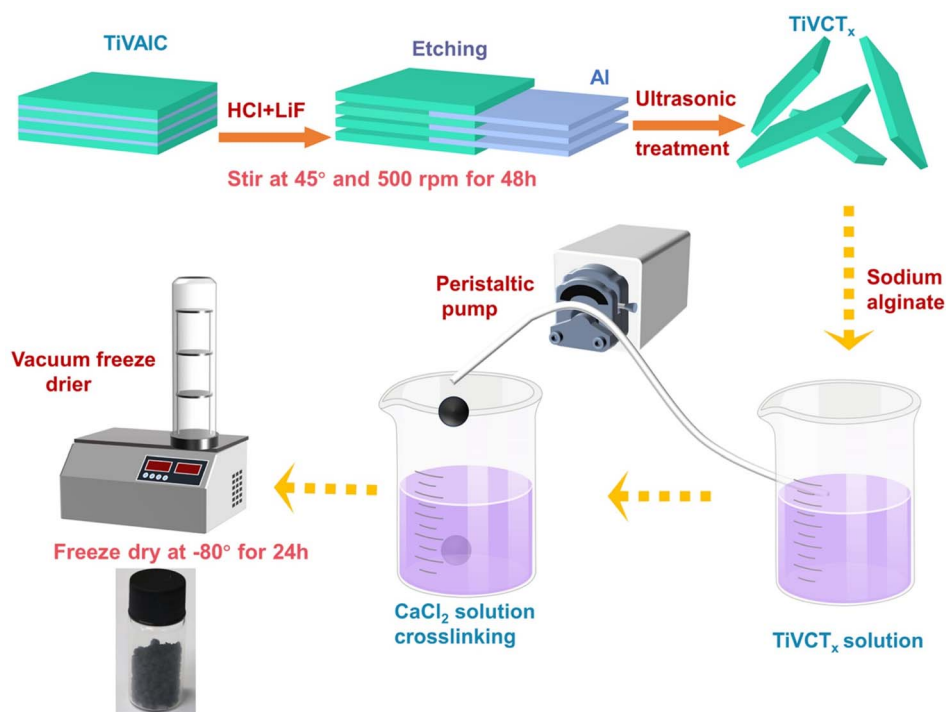 TiVAlC
Etching
TiVCTₓ
Al
HCl+LiF
Ultrasonic
treatment
Stir at 45° and 500 rpm for 48h
Peristaltic
pump
Sodium
alginate
Vacuum freeze
drier
Freeze dry at -80° for 24h
CaCl₂ solution
crosslinking
TiVCTₓ solution